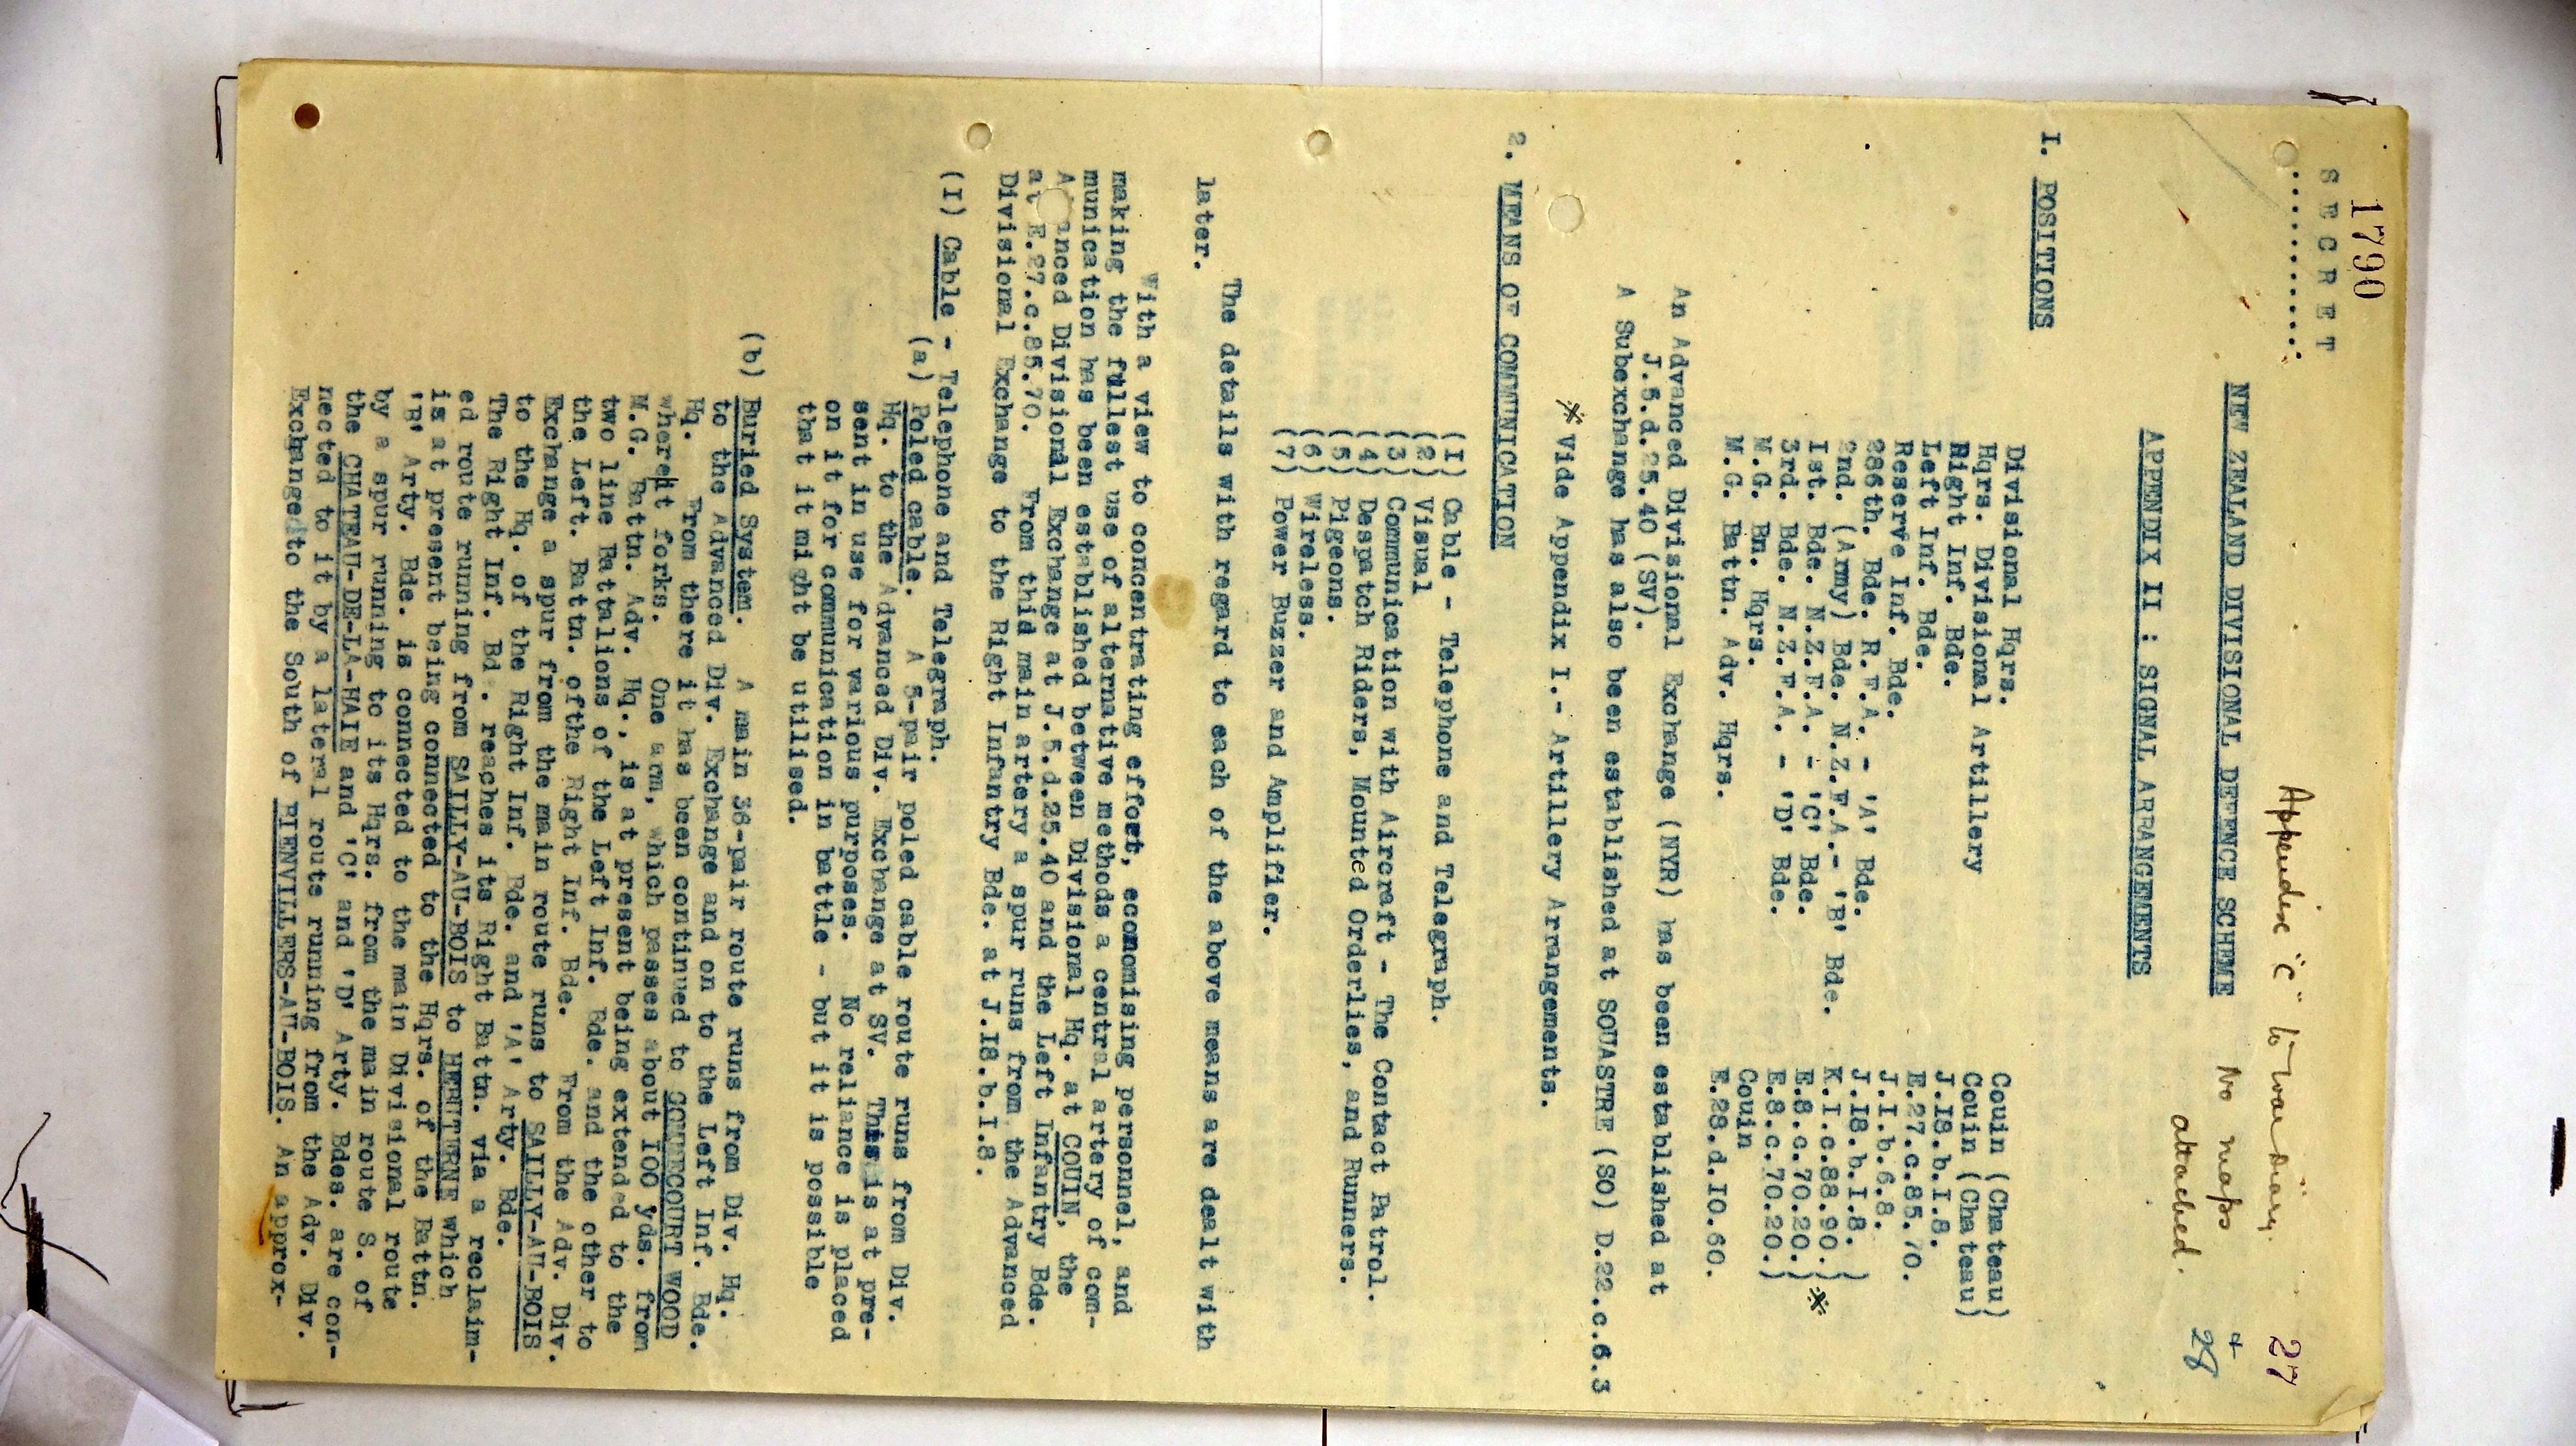 1790
S E C R E T
............
Appendix "C" to War Diary.
27
+
28
No maps
attached.
NEW ZEALAND DIVISIONAL DEFENCE SCHEME
APPENDIX II : SIGNAL ARRANGEMENTS
I. POSITIONS
Divisional Hqrs. Couin (Chateau)
Hqrs. Divisional Artillery Couin (Chateau)
Right Inf. Bde. J.18.b.I.8.
Left Inf. Bde. E.27.c.85.70.
Reserve Inf. Bde. J.I.b.6.8.
286th. Bde. R.F.A. - 'A' Bde. J.I8.b.I.8. )
2nd. (Army) Bde. N.Z.F.A.- 'B' Bde. K.I.c.88.90.) ※
Ist. Bde. N.Z.F.A. - 'C' Bde. E.8.c.70.20.)
3rd. Bde. N.Z.F.A. - 'D' Bde. E.8.c.70.20.)
M.G. Bn. Hqrs. Couin
M.G. Battn. Adv. Hqrs. E.28.d.IO.60.
An Advanced Divisional Exchange (NYR) has been established at
J.5.d.25.40 (SV).
A Subexchange has also been established at SOUASTRE (SO) D.22.c.6.3
※ Vide Appendix I.- Artillery Arrangements.
2. MEANS OF COMMUNICATION
(I) Cable - Telephone and Telegraph.
(2) Visual
(3) Communication with Aircraft - The Contact Patrol.
(4) Despatch Riders, Mounted Orderlies, and Runners.
(5) Pigeons.
(6) Wireless.
(7) Power Buzzer and Amplifier.
The details with regard to each of the above means are dealt with
later.
With a view to concentrating effort, economising personnel, and
making the fullest use of alternative methods a central artery of com-
munication has been established between Divisional Hq. at COUIN, the
Advanced Divisional Exchange at J.5.d.25.40 and the Left Infantry Bde.
at E.27.c.85.70. From thid main artery a spur runs from the Advanced
Divisional Exchange to the Right Infantry Bde. at J.I8.b.I.8.
(I) Cable - Telephone and Telegraph.
(a) Poled cable. A 5-pair poled cable route runs from Div.
Hq. to the Advanced Div. Exchange at SV. This is at pre-
sent in use for various purposes. No reliance is placed
on it for communication in battle - but it is possible
that it might be utilised.
(b) Buried System. A main 36-pair route runs from Div. Hq.
to the Advanced Div. Exchange and on to the Left Inf. Bde.
Hq. From there it has been continued to GOMMECOURT WOOD
where it forks. One arm, which passes about IOO yds. from
M.G. Battn. Adv. Hq., is at present being extended to the
two line Battalions of the Left Inf. Bde. and the other to
the Left. Battn. ofthe Right Inf. Bde. From the Adv. Div.
Exchange a spur from the main route runs to SAILLY-AU-BOIS
to the Hq. of the Right Inf. Bde. and 'A' Arty. Bde.
The Right Inf. Bd . reaches its Right Battn. via a reclaim-
ed route running from SAILLY-AU-BOIS to HEBUTERNE which
is at present being connected to the Hqrs. of the Battn.
'B' Arty. Bde. is connected to the main Divisional route
by a spur running to its Hqrs. from the main route S. of
the CHATEAU-DE-LA-HAIE and 'C' and 'D' Arty. Bdes. are con-
nected to it by a lateral route running from the Adv. Div.
Exchange to the South of BIENVILLERS-AU-BOIS. An approx-